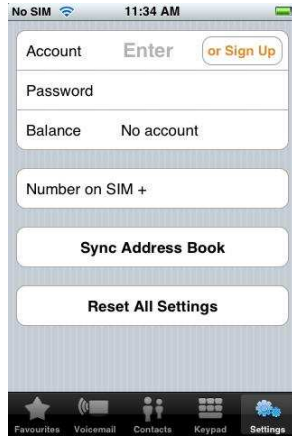 No SIM 11:34 AM
Account Enter or Sign Up
Password
Balance No account
Number on SIM +
Sync Address Book
Reset All Settings
Favourites Voicemail Contacts Keypad Settings